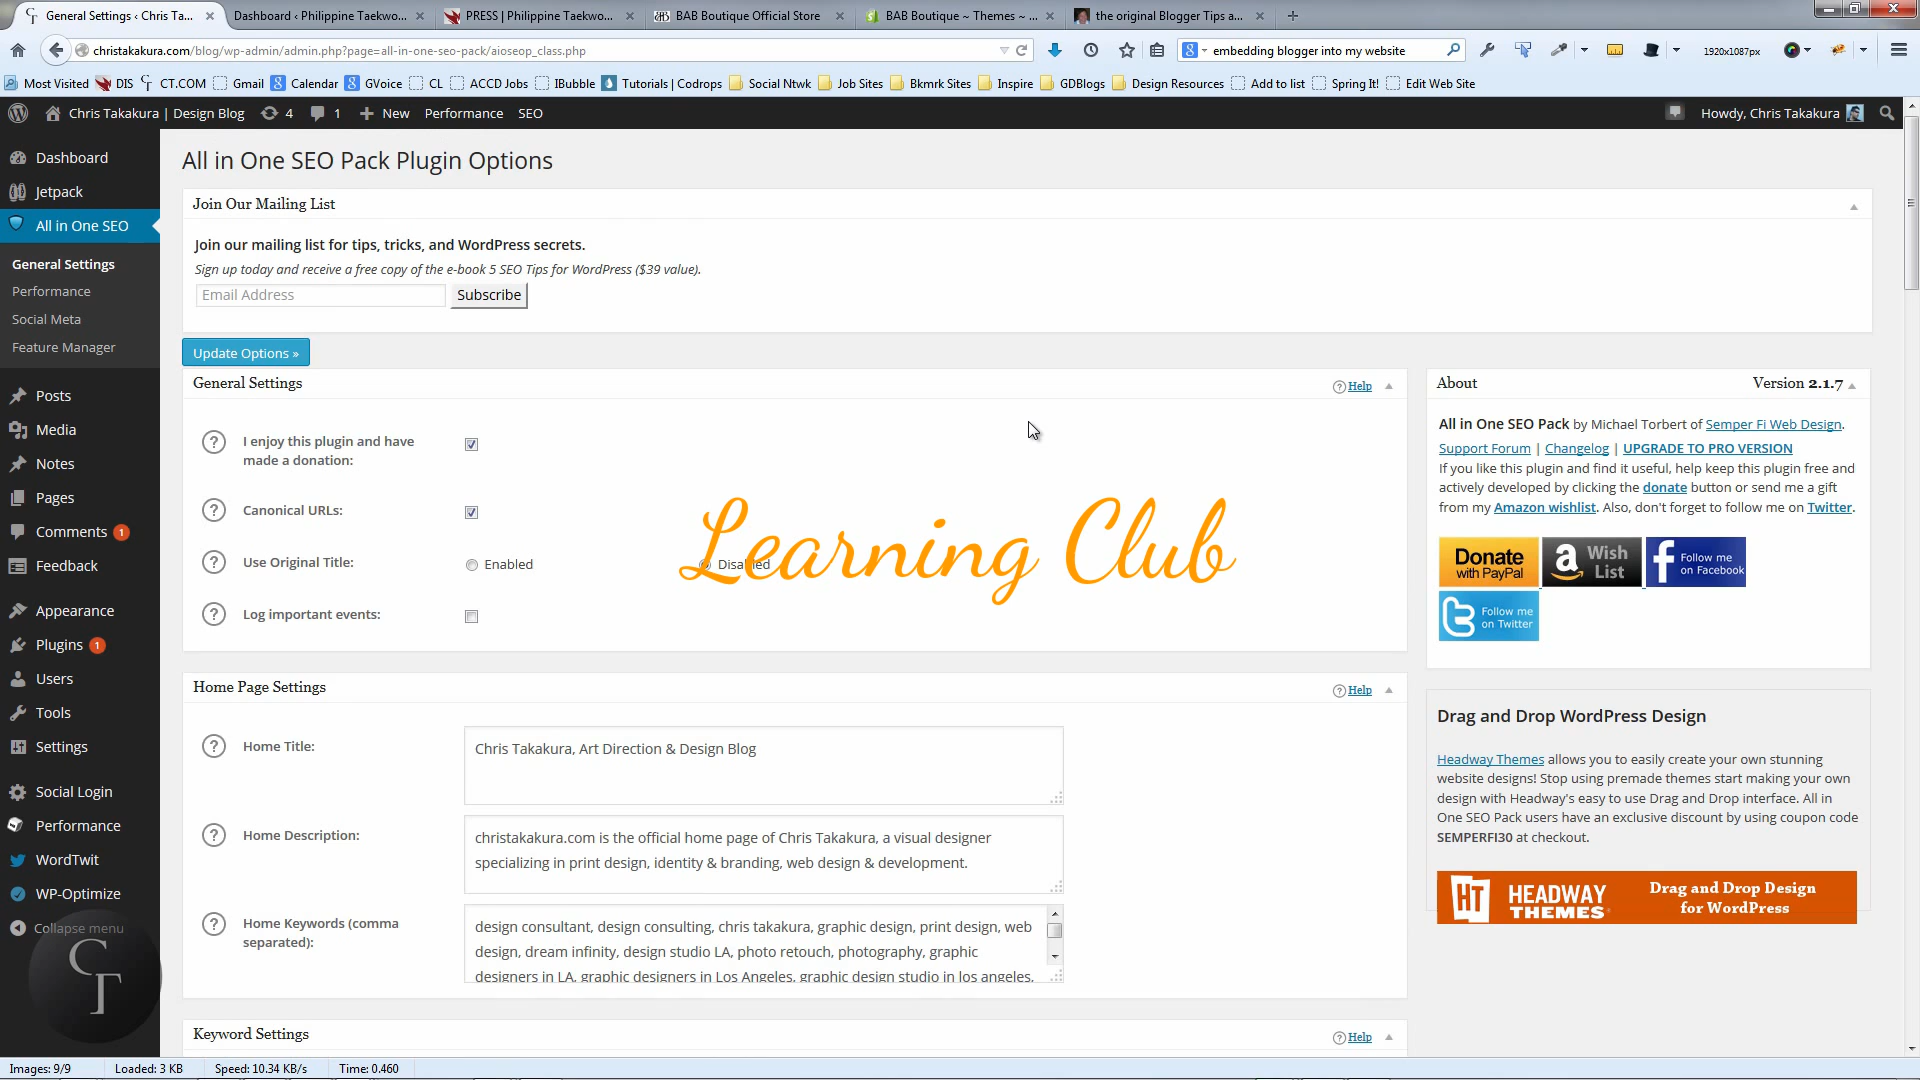 General Settings ‹ Chris Ta...
Dashboard ‹ Philippine Taekwo...
PRESS | Philippine Taekwo...
BAB Boutique Official Store
BAB Boutique ~ Themes ~ ...
the original Blogger Tips a...
christakakura.com/blog/wp-admin/admin.php?page=all-in-one-seo-pack/aioseop_class.php
embedding blogger into my website
1920x1087px
Most Visited DIS CT.COM Gmail Calendar GVoice CL ACCD Jobs IBubble Tutorials | Codrops Social Ntwk Job Sites Bkmrk Sites Inspire GDBlogs Design Resources Add to list Spring It! Edit Web Site
Chris Takakura | Design Blog 4 1 New Performance SEO
Howdy, Chris Takakura
Dashboard
Jetpack
All in One SEO
General Settings
Performance
Social Meta
Feature Manager
Posts
Media
Notes
Pages
Comments 1
Feedback
Appearance
Plugins 1
Users
Tools
Settings
Social Login
Performance
WordTwit
WP-Optimize
Collapse menu
CT
All in One SEO Pack Plugin Options
Join Our Mailing List
Join our mailing list for tips, tricks, and WordPress secrets.
Sign up today and receive a free copy of the e-book 5 SEO Tips for WordPress ($39 value).
Email Address Subscribe
Update Options »
General Settings
Help
I enjoy this plugin and have
made a donation:
Canonical URLs:
Use Original Title:
Enabled
Disabled
Log important events:
Learning Club
Home Page Settings
Help
Home Title:
Chris Takakura, Art Direction & Design Blog
Home Description:
christakakura.com is the official home page of Chris Takakura, a visual designer
specializing in print design, identity & branding, web design & development.
Home Keywords (comma
separated):
design consultant, design consulting, chris takakura, graphic design, print design, web
design, dream infinity, design studio LA, photo retouch, photography, graphic
designers in LA, graphic designers in Los Angeles, graphic design studio in los angeles,
Keyword Settings
Help
About
Version 2.1.7
All in One SEO Pack by Michael Torbert of Semper Fi Web Design.
Support Forum | Changelog | UPGRADE TO PRO VERSION
If you like this plugin and find it useful, help keep this plugin free and
actively developed by clicking the donate button or send me a gift
from my Amazon wishlist. Also, don't forget to follow me on Twitter.
Donate
with PayPal
a Wish
List
f Follow me
on Facebook
Follow me
on Twitter
Drag and Drop WordPress Design
Headway Themes allows you to easily create your own stunning
website designs! Stop using premade themes start making your own
design with Headway's easy to use Drag and Drop interface. All in
One SEO Pack users have an exclusive discount by using coupon code
SEMPERFI30 at checkout.
HT HEADWAY
THEMES
Drag and Drop Design
for WordPress
Images: 9/9 Loaded: 3 KB Speed: 10.34 KB/s Time: 0.460